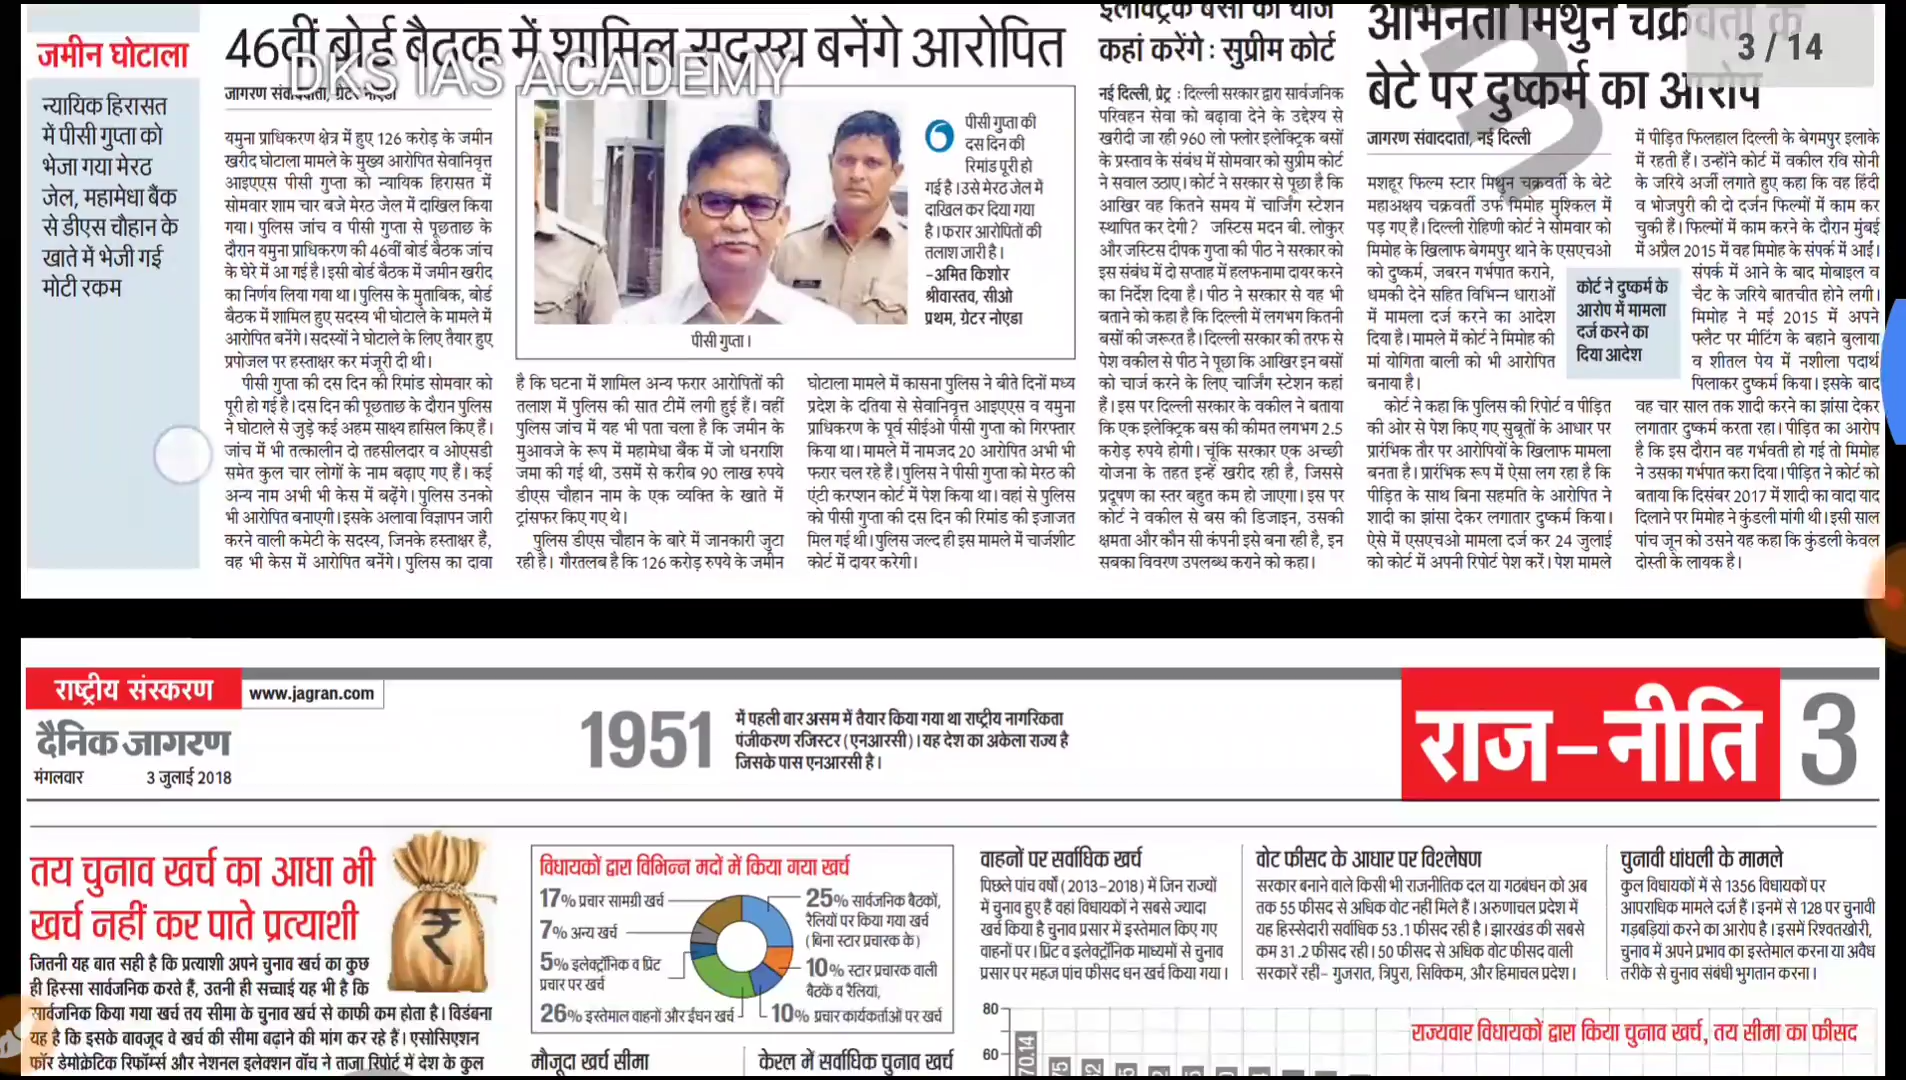 जमीन घोटाला
न्यायिक हिरासत
में पीसी गुप्ता को
भेजा गया मेरठ
जेल, महामेधा बैंक
से डीएस चौहान के
खाते में भेजी गई
मोटी रकम
46वीं बोर्ड बैठक में शामिल सदस्य बनेंगे आरोपित
DKS IAS ACADEMY
जागरण संवाददाता, ग्रेटर नोएडा
यमुना प्राधिकरण क्षेत्र में हुए 126 करोड़ के जमीन
खरीद घोटाला मामले के मुख्य आरोपित सेवानिवृत्त
आइएएस पीसी गुप्ता को न्यायिक हिरासत में
सोमवार शाम चार बजे मेरठ जेल में दाखिल किया
गया। पुलिस जांच व पीसी गुप्ता से पूछताछ के
दौरान यमुना प्राधिकरण की 46वीं बोर्ड बैठक जांच
के घेरे में आ गई है। इसी बोर्ड बैठक में जमीन खरीद
का निर्णय लिया गया था। पुलिस के मुताबिक, बोर्ड
बैठक में शामिल हुए सदस्य भी घोटाले के मामले में
आरोपित बनेंगे। सदस्यों ने घोटाले के लिए तैयार हुए
प्रपोजल पर हस्ताक्षर कर मंजूरी दी थी।
पीसी गुप्ता की दस दिन की रिमांड सोमवार को
पूरी हो गई है। दस दिन की पूछताछ के दौरान पुलिस
ने घोटाले से जुड़े कई अहम साक्ष्य हासिल किए हैं।
जांच में भी तत्कालीन दो तहसीलदार व ओएसडी
समेत कुल चार लोगों के नाम बढ़ाए गए हैं। कई
अन्य नाम अभी भी केस में बढ़ेंगे। पुलिस उनको
भी आरोपित बनाएगी। इसके अलावा विज्ञापन जारी
करने वाली कमेटी के सदस्य, जिनके हस्ताक्षर हैं,
वह भी केस में आरोपित बनेंगे। पुलिस का दावा
पीसी गुप्ता।
पीसी गुप्ता की
दस दिन की
रिमांड पूरी हो
गई है। उसे मेरठ जेल में
दाखिल कर दिया गया
है। फरार आरोपितों की
तलाश जारी है।
-अमित किशोर
श्रीवास्तव, सीओ
प्रथम, ग्रेटर नोएडा
है कि घटना में शामिल अन्य फरार आरोपितों की
तलाश में पुलिस की सात टीमें लगी हुई हैं। वहीं
पुलिस जांच में यह भी पता चला है कि जमीन के
मुआवजे के रूप में महामेधा बैंक में जो धनराशि
जमा की गई थी, उसमें से करीब 90 लाख रुपये
डीएस चौहान नाम के एक व्यक्ति के खाते में
ट्रांसफर किए गए थे।
पुलिस डीएस चौहान के बारे में जानकारी जुटा
रही है। गौरतलब है कि 126 करोड़ रुपये के जमीन
घोटाला मामले में कासना पुलिस ने बीते दिनों मध्य
प्रदेश के दतिया से सेवानिवृत्त आइएएस व यमुना
प्राधिकरण के पूर्व सीईओ पीसी गुप्ता को गिरफ्तार
किया था। मामले में नामजद 20 आरोपित अभी भी
फरार चल रहे हैं। पुलिस ने पीसी गुप्ता को मेरठ की
एंटी करप्शन कोर्ट में पेश किया था। वहां से पुलिस
को पीसी गुप्ता की दस दिन की रिमांड की इजाजत
मिल गई थी। पुलिस जल्द ही इस मामले में चार्जशीट
कोर्ट में दायर करेगी।
इलेक्ट्रिक बसों को चार्ज
कहां करेंगे : सुप्रीम कोर्ट
नई दिल्ली, प्रेट्र : दिल्ली सरकार द्वारा सार्वजनिक
परिवहन सेवा को बढ़ावा देने के उद्देश्य से
खरीदी जा रही 960 लो फ्लोर इलेक्ट्रिक बसों
के प्रस्ताव के संबंध में सोमवार को सुप्रीम कोर्ट
ने सवाल उठाए। कोर्ट ने सरकार से पूछा है कि
आखिर वह कितने समय में चार्जिंग स्टेशन
स्थापित कर देगी? जस्टिस मदन बी. लोकुर
और जस्टिस दीपक गुप्ता की पीठ ने सरकार को
इस संबंध में दो सप्ताह में हलफनामा दायर करने
का निर्देश दिया है। पीठ ने सरकार से यह भी
बताने को कहा है कि दिल्ली में लगभग कितनी
बसों की जरूरत है। दिल्ली सरकार की तरफ से
पेश वकील से पीठ ने पूछा कि आखिर इन बसों
को चार्ज करने के लिए चार्जिंग स्टेशन कहां
हैं। इस पर दिल्ली सरकार के वकील ने बताया
कि एक इलेक्ट्रिक बस की कीमत लगभग 2.5
करोड़ रुपए होगी। चूंकि सरकार एक अच्छी
योजना के तहत इन्हें खरीद रही है, जिससे
प्रदूषण का स्तर बहुत कम हो जाएगा। इस पर
कोर्ट ने वकील से बस की डिजाइन, उसकी
क्षमता और कौन सी कंपनी इसे बना रही है, इन
सबका विवरण उपलब्ध कराने को कहा।
अभिनेता मिथुन चक्रवर्ती के
बेटे पर दुष्कर्म का आरोप
3 / 14
जागरण संवाददाता, नई दिल्ली
मशहूर फिल्म स्टार मिथुन चक्रवर्ती के बेटे
महाअक्षय चक्रवर्ती उर्फ मिमोह मुश्किल में
पड़ गए हैं। दिल्ली रोहिणी कोर्ट ने सोमवार को
मिमोह के खिलाफ बेगमपुर थाने के एसएचओ
को दुष्कर्म, जबरन गर्भपात कराने,
धमकी देने सहित विभिन्न धाराओं
में मामला दर्ज करने का आदेश
दिया है। मामले में कोर्ट ने मिमोह की
मां योगिता बाली को भी आरोपित
बनाया है।
कोर्ट ने कहा कि पुलिस की रिपोर्ट व पीड़ित
की ओर से पेश किए गए सुबूतों के आधार पर
प्रारंभिक तौर पर आरोपियों के खिलाफ मामला
बनता है। प्रारंभिक रूप में ऐसा लग रहा है कि
पीड़ित के साथ बिना सहमति के आरोपित ने
शादी का झांसा देकर लगातार दुष्कर्म किया।
ऐसे में एसएचओ मामला दर्ज कर 24 जुलाई
को कोर्ट में अपनी रिपोर्ट पेश करें। पेश मामले
कोर्ट ने दुष्कर्म के
आरोप में मामला
दर्ज करने का
दिया आदेश
में पीड़ित फिलहाल दिल्ली के बेगमपुर इलाके
में रहती हैं। उन्होंने कोर्ट में वकील रवि सोनी
के जरिये अर्जी लगाते हुए कहा कि वह हिंदी
व भोजपुरी की दो दर्जन फिल्मों में काम कर
चुकी हैं। फिल्मों में काम करने के दौरान मुंबई
में अप्रैल 2015 में वह मिमोह के संपर्क में आईं।
संपर्क में आने के बाद मोबाइल व
चैट के जरिये बातचीत होने लगी।
मिमोह ने मई 2015 में अपने
फ्लैट पर मीटिंग के बहाने बुलाया
व शीतल पेय में नशीला पदार्थ
पिलाकर दुष्कर्म किया। इसके बाद
वह चार साल तक शादी करने का झांसा देकर
लगातार दुष्कर्म करता रहा। पीड़ित का आरोप
है कि इस दौरान वह गर्भवती हो गई तो मिमोह
ने उसका गर्भपात करा दिया। पीड़ित ने कोर्ट को
बताया कि दिसंबर 2017 में शादी का वादा याद
दिलाने पर मिमोह ने कुंडली मांगी थी। इसी साल
पांच जून को उसने यह कहा कि कुंडली केवल
दोस्ती के लायक है।
राष्ट्रीय संस्करण
www.jagran.com
दैनिक जागरण
मंगलवार 3 जुलाई 2018
1951
में पहली बार असम में तैयार किया गया था राष्ट्रीय नागरिकता
पंजीकरण रजिस्टर (एनआरसी)। यह देश का अकेला राज्य है
जिसके पास एनआरसी है।
राज-नीति
3
तय चुनाव खर्च का आधा भी
खर्च नहीं कर पाते प्रत्याशी
जितनी यह बात सही है कि प्रत्याशी अपने चुनाव खर्च का कुछ
ही हिस्सा सार्वजनिक करते हैं, उतनी ही सच्चाई यह भी है कि
सार्वजनिक किया गया खर्च तय सीमा के चुनाव खर्च से काफी कम होता है। विडंबना
यह है कि इसके बावजूद वे खर्च की सीमा बढ़ाने की मांग कर रहे हैं। एसोसिएशन
फॉर डेमोक्रेटिक रिफॉर्म्स और नेशनल इलेक्शन वॉच ने ताजा रिपोर्ट में देश के कुल
विधायकों द्वारा विभिन्न मदों में किया गया खर्च
17% प्रचार सामग्री खर्च
7% अन्य खर्च
5% इलेक्ट्रॉनिक व प्रिंट
प्रचार पर खर्च
26% इस्तेमाल वाहनों और ईंधन खर्च
25% सार्वजनिक बैठकों,
रैलियों पर किया गया खर्च
(बिना स्टार प्रचारक के)
10% स्टार प्रचारक वाली
बैठकें व रैलियां,
10% प्रचार कार्यकर्ताओं पर खर्च
मौजूदा खर्च सीमा
केरल में सर्वाधिक चुनाव खर्च
वाहनों पर सर्वाधिक खर्च
पिछले पांच वर्षों (2013-2018) में जिन राज्यों
में चुनाव हुए हैं वहां विधायकों ने सबसे ज्यादा
खर्च किया है चुनाव प्रसार में इस्तेमाल किए गए
वाहनों पर। प्रिंट व इलेक्ट्रॉनिक माध्यमों से चुनाव
प्रसार पर महज पांच फीसद धन खर्च किया गया।
वोट फीसद के आधार पर विश्लेषण
सरकार बनाने वाले किसी भी राजनीतिक दल या गठबंधन को अब
तक 55 फीसद से अधिक वोट नहीं मिले हैं। अरुणाचल प्रदेश में
यह हिस्सेदारी सर्वाधिक 53.1 फीसद रही है। झारखंड की सबसे
कम 31.2 फीसद रही। 50 फीसद से अधिक वोट फीसद वाली
सरकारें रही- गुजरात, त्रिपुरा, सिक्किम, और हिमाचल प्रदेश।
चुनावी धांधली के मामले
कुल विधायकों में से 1356 विधायकों पर
आपराधिक मामले दर्ज हैं। इनमें से 128 पर चुनावी
गड़बड़ियां करने का आरोप है। इसमें रिश्वतखोरी,
चुनाव में अपने प्रभाव का इस्तेमाल करना या अवैध
तरीके से चुनाव संबंधी भुगतान करना।
राज्यवार विधायकों द्वारा किया चुनाव खर्च, तय सीमा का फीसद
80
60
70.14